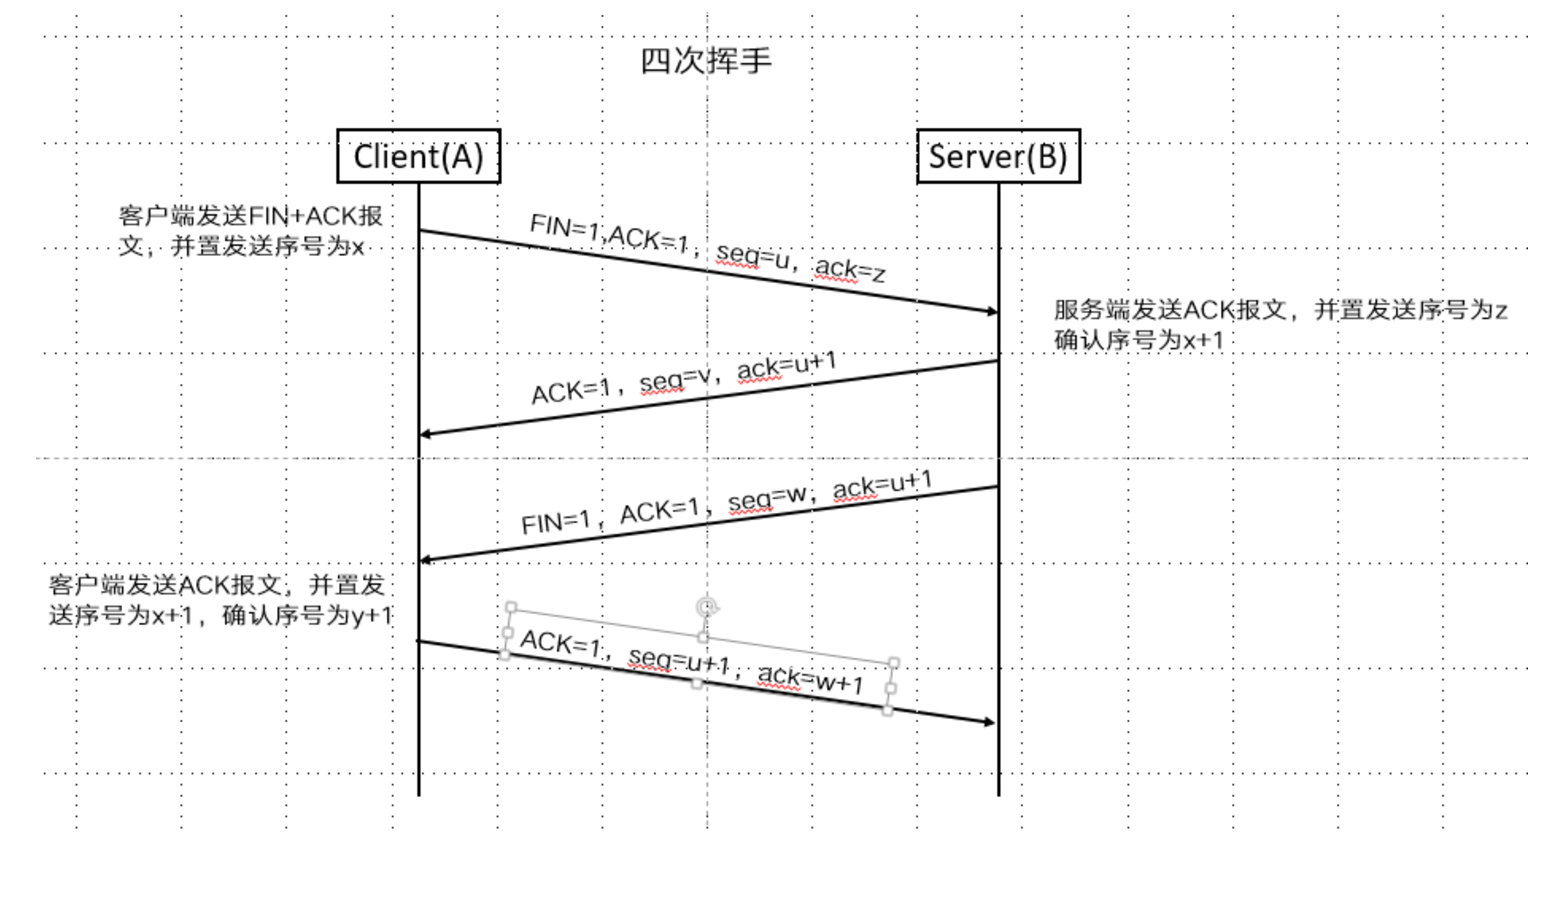 四次挥手
Client(A)
Server(B)
客户端发送FIN+ACK报
文，并置发送序号为x
FIN=1,ACK=1，seq=u，ack=z
服务端发送ACK报文，并置发送序号为z
确认序号为x+1
ACK=1，seq=v，ack=u+1
FIN=1，ACK=1，seq=w，ack=u+1
客户端发送ACK报文，并置发
送序号为x+1，确认序号为y+1
ACK=1，seq=u+1，ack=w+1